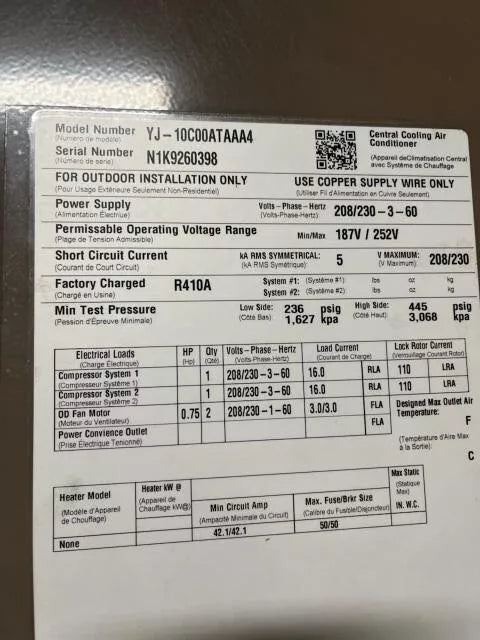 Model Number YJ-10C00ATAAA4
(Numéro de modèle)
Serial Number N1K9260398
(Numéro de série)
Central Cooling Air
Conditioner
(Appareil deClimatisation Central
avec Système de Chauffage)
FOR OUTDOOR INSTALLATION ONLY USE COPPER SUPPLY WIRE ONLY
(Pour Usage Extérieure Seulement Non-Residentiel) (Utiliser Fil d'Alimentation en Cuivre Seulement)
Power Supply Volts - Phase - Hertz 208/230-3-60
(Alimentation Électriue) (Volts-Phase-Hertz)
Permissable Operating Voltage Range Min/Max 187V / 252V
(Plage de Tension Admissible)
Short Circuit Current kA RMS SYMMETRICAL: 5 V MAXIMUM: 208/230
(Courant de Court Circuit) (kA RMS Symétrique) (V Maximum):
Factory Charged R410A System #1: (Système #1): lbs oz kg
(Chargé en Usine) System #2: (Système #2): lbs oz kg
Min Test Pressure Low Side: 236 psig High Side: 445 psig
(Pession d'Épreuve Minimale) (Côté Bas): 1,627 kpa (Côté Haut): 3,068 kpa
Electrical Loads HP Qty Volts-Phase-Hertz Load Current Lock Rotor Current
(Charge Électrique) (Hp) (Qté) (Volts-Phase-Hertz) (Courant de Charge) (Verrouillage Courant Rotor)
Compressor System 1 1 208/230-3-60 16.0 RLA 110 LRA
(Compresseur Système 1)
Compressor System 2 1 208/230-3-60 16.0 RLA 110 LRA
(Compresseur Système 2)
OD Fan Motor 0.75 2 208/230-1-60 3.0/3.0 FLA
(Moteur du Ventilateur)
Power Convience Outlet FLA
(Prise Électrique Tenionné)
Designed Max Outlet Air
Temperature:
F
(Température d'Aire Max
à la Sortie):
C
Heater Model Heater kW @ Min Circuit Amp Max. Fuse/Brkr Size Max Static
(Modèle d'Appareil
de Chauffage) (Appareil de
Chauffage kW@) (Ampacité Minimale du Circuit) (Calibre du Fusible/Disjoncteur) (Statique
Max)
IN. W.C.
None 42.1/42.1 50/50